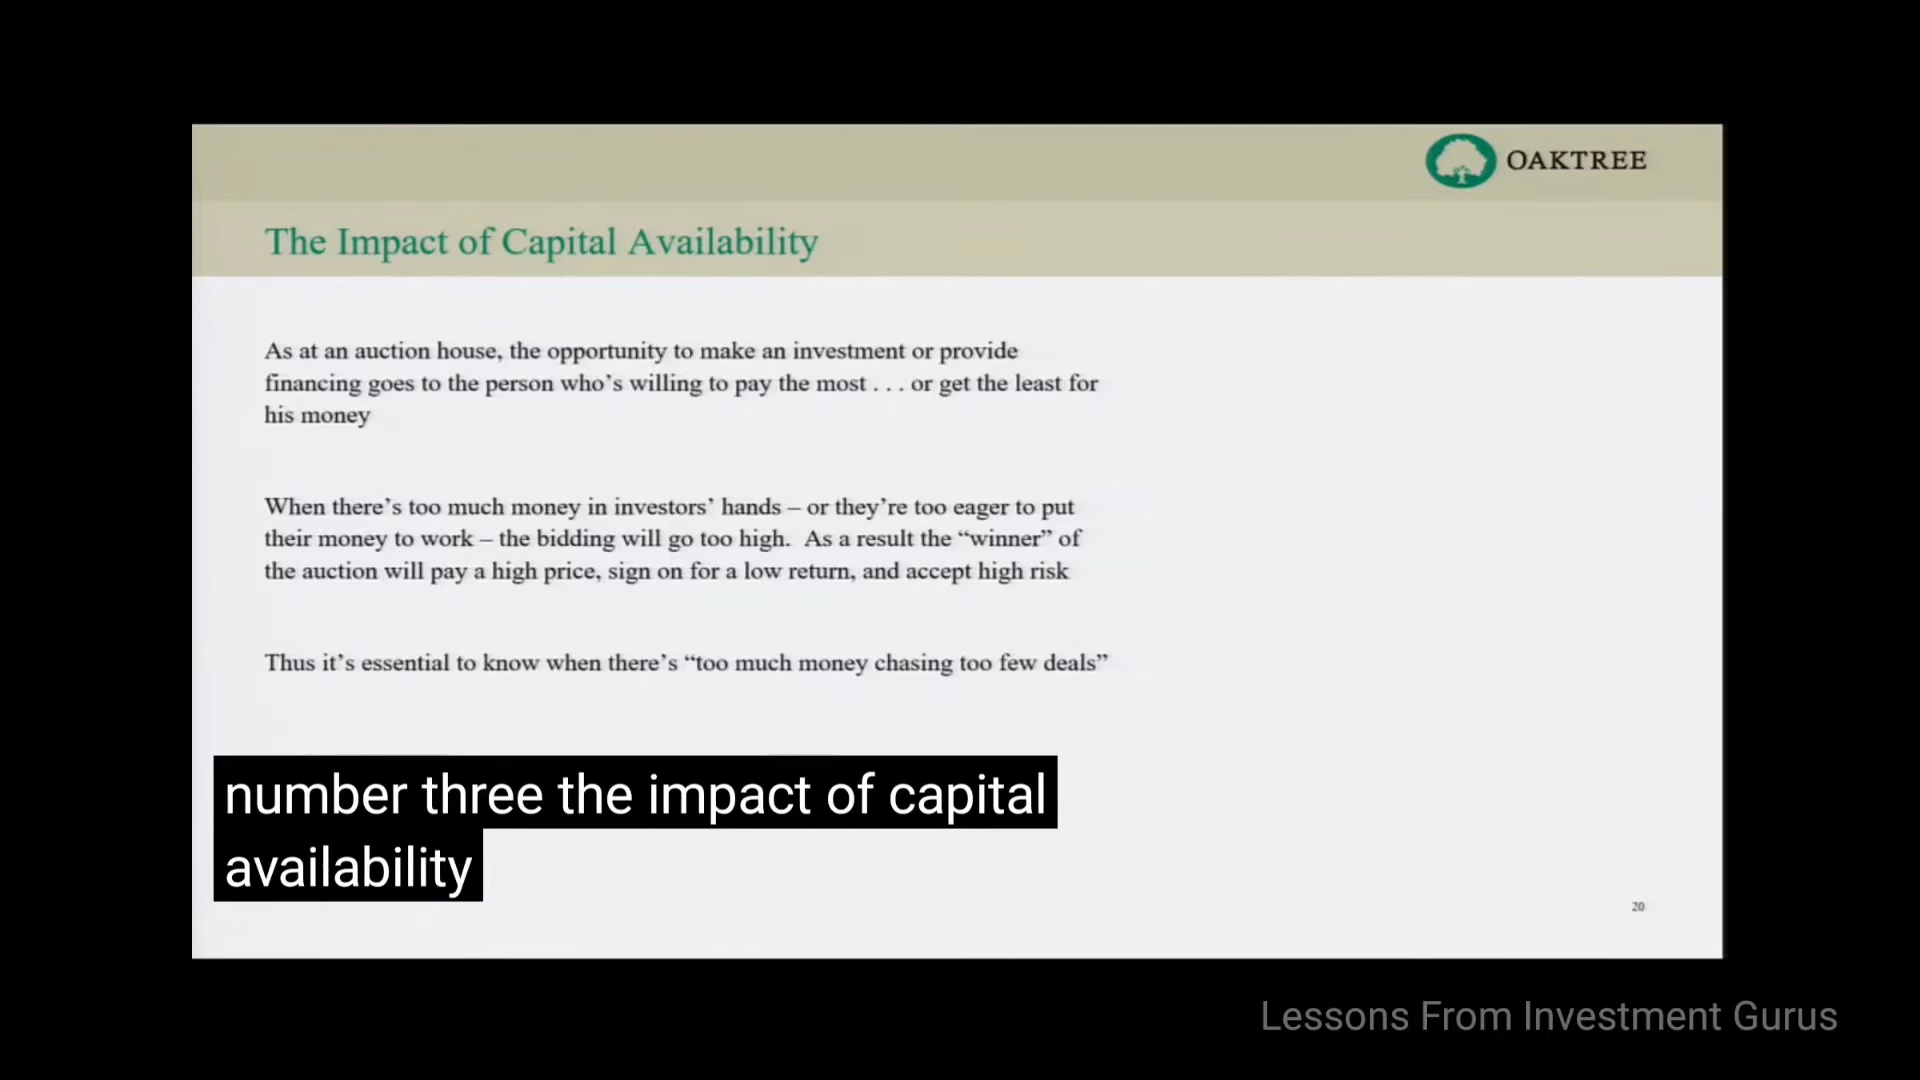 OAKTREE
The Impact of Capital Availability
As at an auction house, the opportunity to make an investment or provide
financing goes to the person who’s willing to pay the most . . . or get the least for
his money
When there’s too much money in investors’ hands – or they’re too eager to put
their money to work – the bidding will go too high.  As a result the “winner” of
the auction will pay a high price, sign on for a low return, and accept high risk
Thus it’s essential to know when there’s “too much money chasing too few deals”
number three the impact of capital
availability
20
Lessons From Investment Gurus